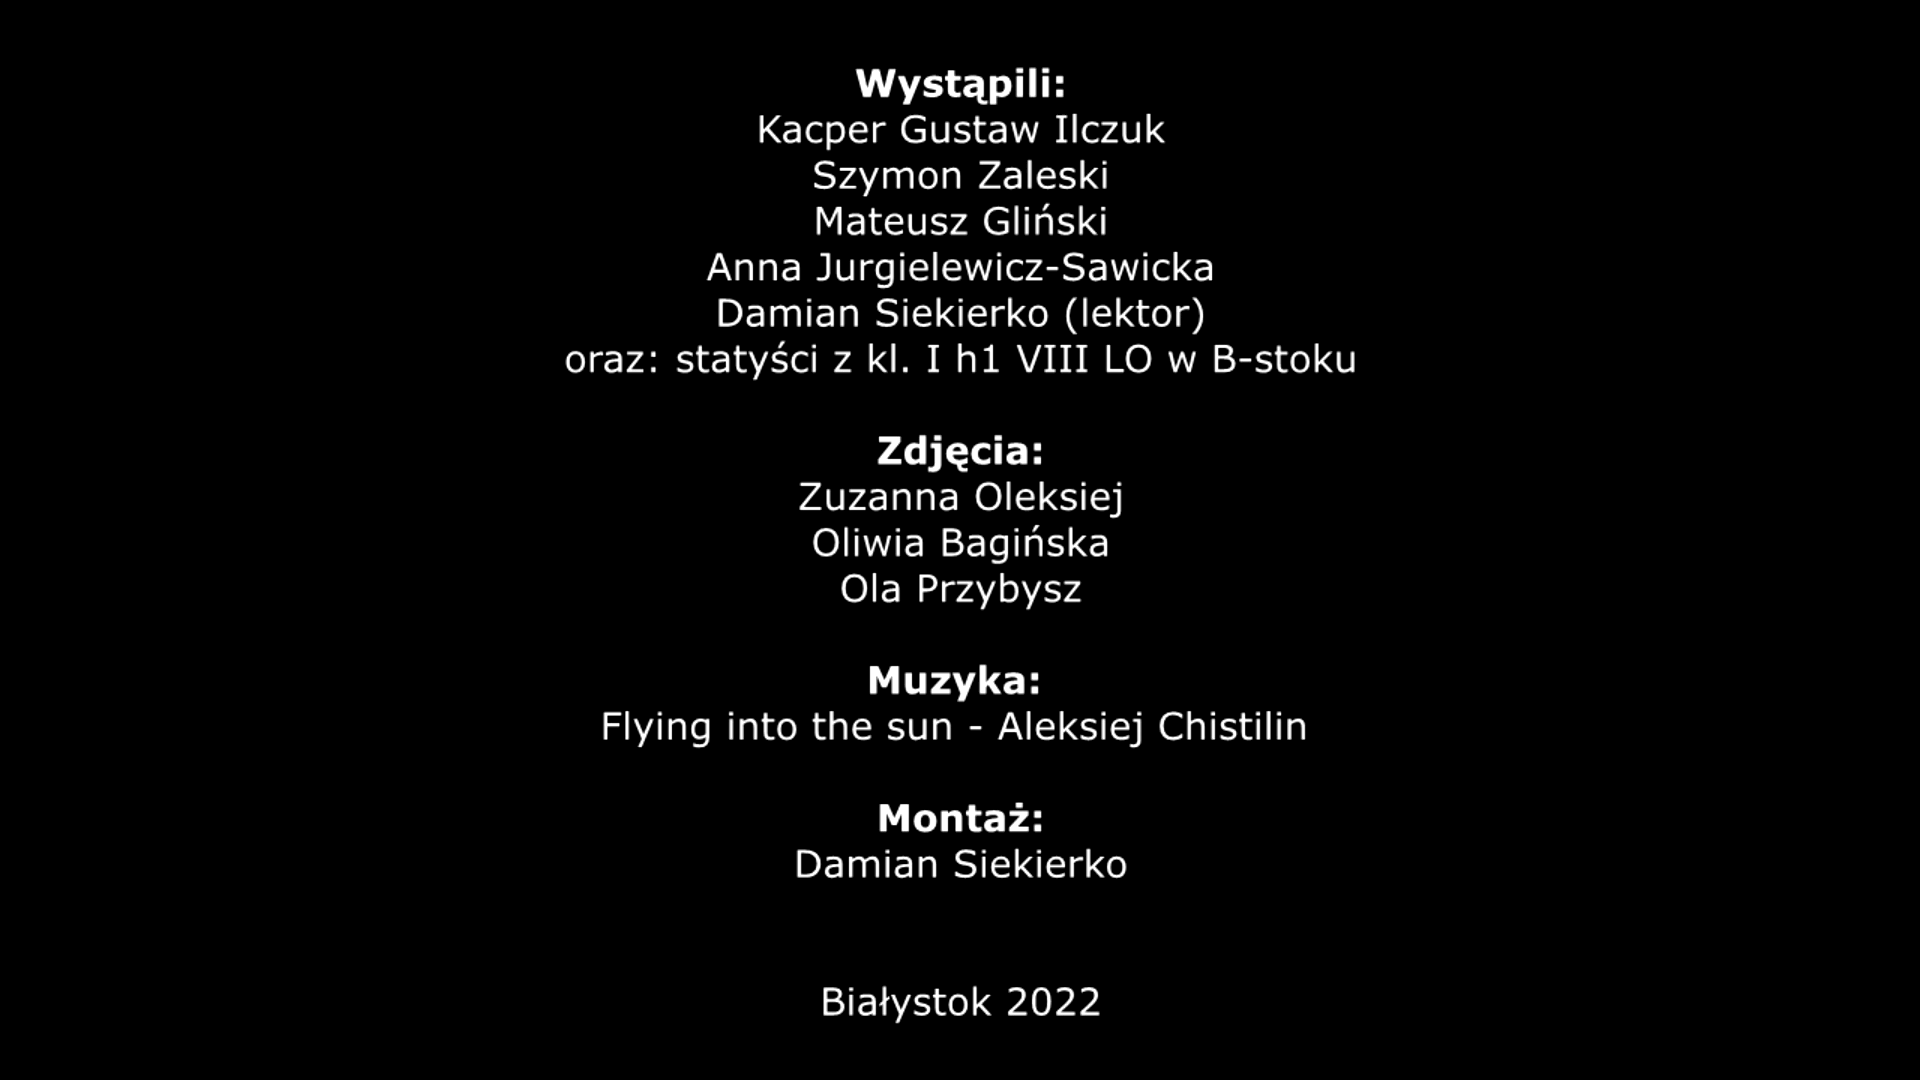 Wystąpili:
Kacper Gustaw Ilczuk
Szymon Zaleski
Mateusz Gliński
Anna Jurgielewicz-Sawicka
Damian Siekierko (lektor)
oraz: statyści z kl. I h1 VIII LO w B-stoku
Zdjęcia:
Zuzanna Oleksiej
Oliwia Bagińska
Ola Przybysz
Muzyka:
Flying into the sun - Aleksiej Chistilin
Montaż:
Damian Siekierko
Białystok 2022